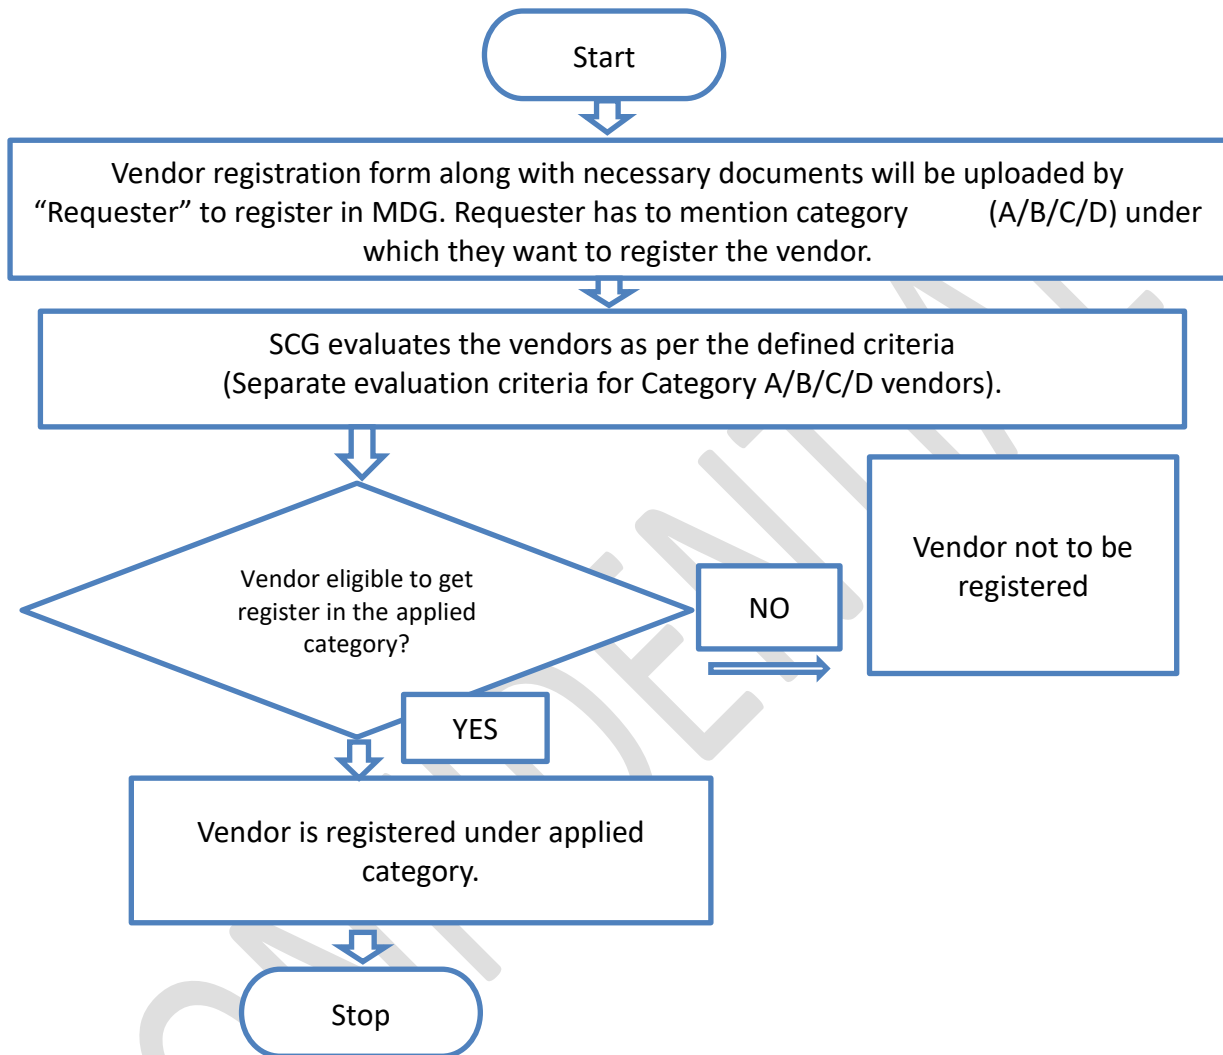 Start
Vendor registration form along with necessary documents will be uploaded by
“Requester” to register in MDG. Requester has to mention category (A/B/C/D) under
which they want to register the vendor.
SCG evaluates the vendors as per the defined criteria
(Separate evaluation criteria for Category A/B/C/D vendors).
Vendor eligible to get
register in the applied
category?
NO
Vendor not to be
registered
YES
Vendor is registered under applied
category.
Stop